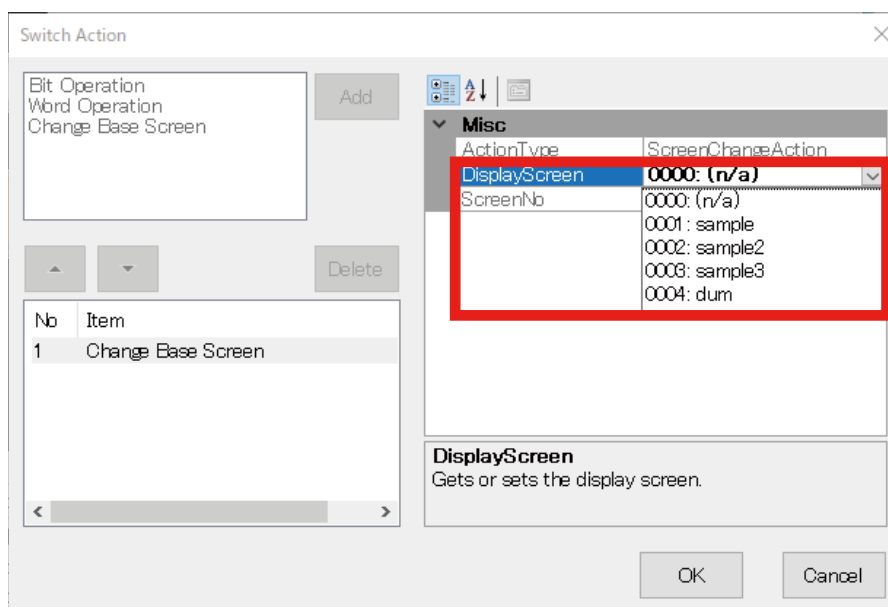 Switch Action
Bit Operation
Word Operation
Change Base Screen
Add
Delete
No Item
1 Change Base Screen
Misc
ActionType ScreenChangeAction
DisplayScreen 0000: (n/a)
ScreenNo
0000: (n/a)
0001: sample
0002: sample2
0003: sample3
0004: dum
DisplayScreen
Gets or sets the display screen.
OK Cancel